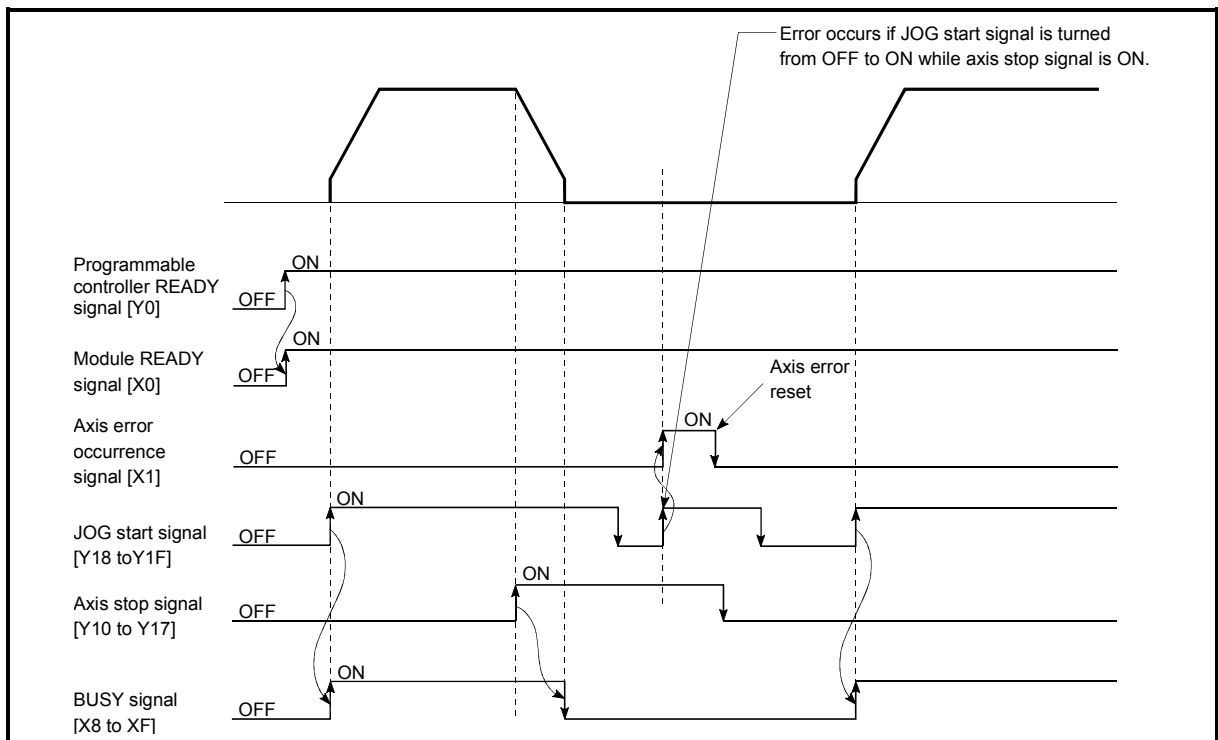 Error occurs if JOG start signal is turned
from OFF to ON while axis stop signal is ON.
Programmable
controller READY
signal [Y0]
OFF
ON
Module READY
signal [X0]
OFF
ON
Axis error
occurrence
signal [X1]
OFF
ON
Axis error
reset
JOG start signal
[Y18 toY1F]
OFF
ON
Axis stop signal
[Y10 to Y17]
OFF
ON
BUSY signal
[X8 to XF]
OFF
ON